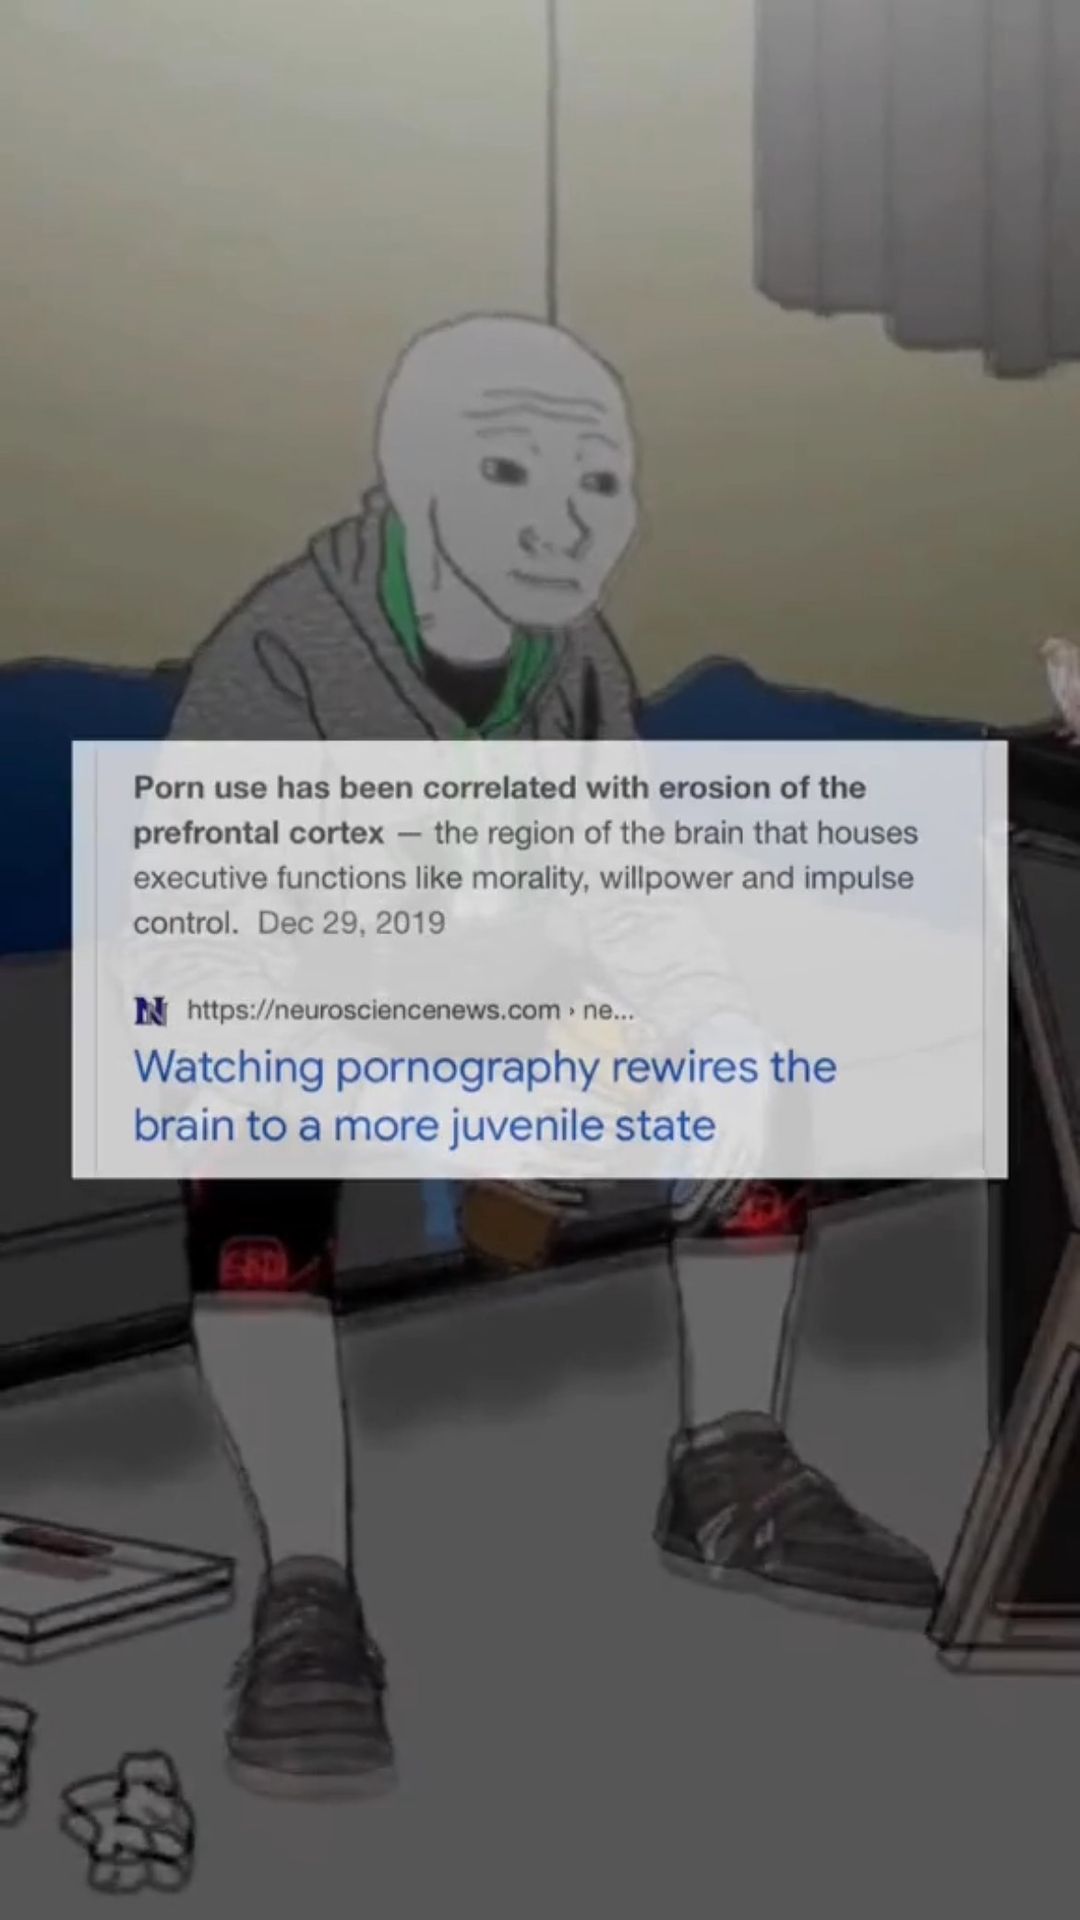 Porn use has been correlated with erosion of the
prefrontal cortex — the region of the brain that houses
executive functions like morality, willpower and impulse
control. Dec 29, 2019
https://neurosciencenews.com › ne...
Watching pornography rewires the
brain to a more juvenile state